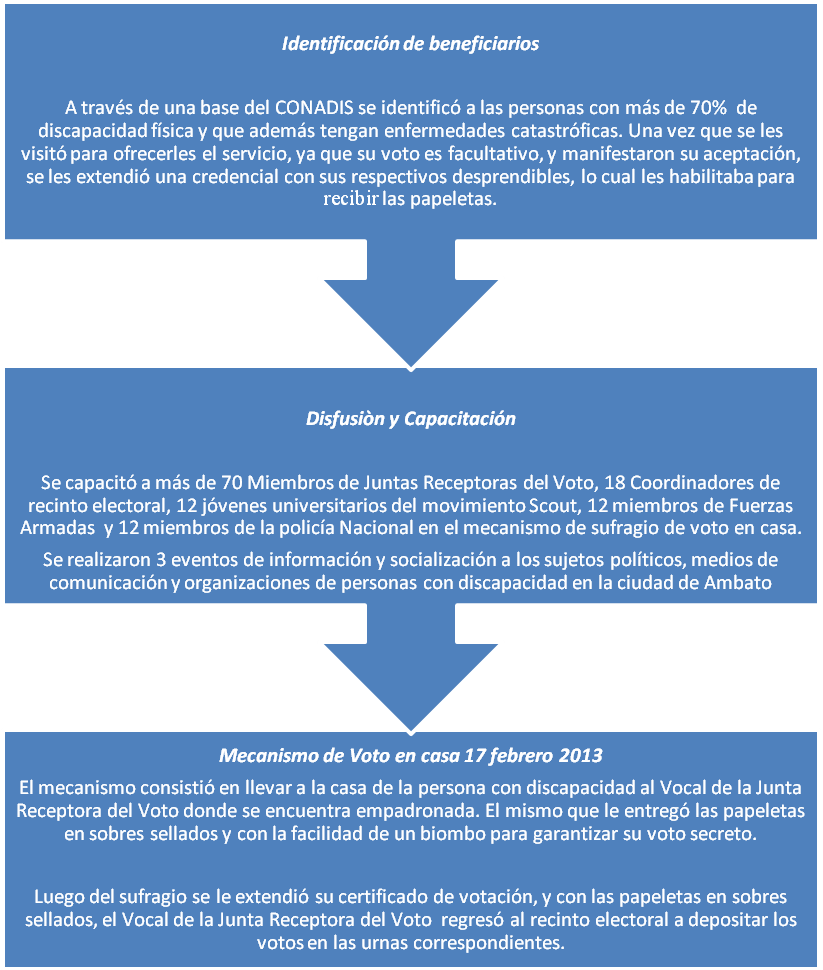 Identificación de beneficiarios
A través de una base del CONADIS se identificó a las personas con más de 70% de
discapacidad física y que además tengan enfermedades catastróficas. Una vez que se les
visitó para ofrecerles el servicio, ya que su voto es facultativo, y manifestaron su aceptación,
se les extendió una credencial con sus respectivos desprendibles, lo cual les habilitaba para
recibir las papeletas.
Disfusiòn y Capacitación
Se capacitó a más de 70 Miembros de Juntas Receptoras del Voto, 18 Coordinadores de
recinto electoral, 12 jóvenes universitarios del movimiento Scout, 12 miembros de Fuerzas
Armadas y 12 miembros de la policía Nacional en el mecanismo de sufragio de voto en casa.
Se realizaron 3 eventos de información y socialización a los sujetos políticos, medios de
comunicación y organizaciones de personas con discapacidad en la ciudad de Ambato
Mecanismo de Voto en casa 17 febrero 2013
El mecanismo consistió en llevar a la casa de la persona con discapacidad al Vocal de la Junta
Receptora del Voto donde se encuentra empadronada. El mismo que le entregó las papeletas
en sobres sellados y con la facilidad de un biombo para garantizar su voto secreto.
Luego del sufragio se le extendió su certificado de votación, y con las papeletas en sobres
sellados, el Vocal de la Junta Receptora del Voto regresó al recinto electoral a depositar los
votos en las urnas correspondientes.